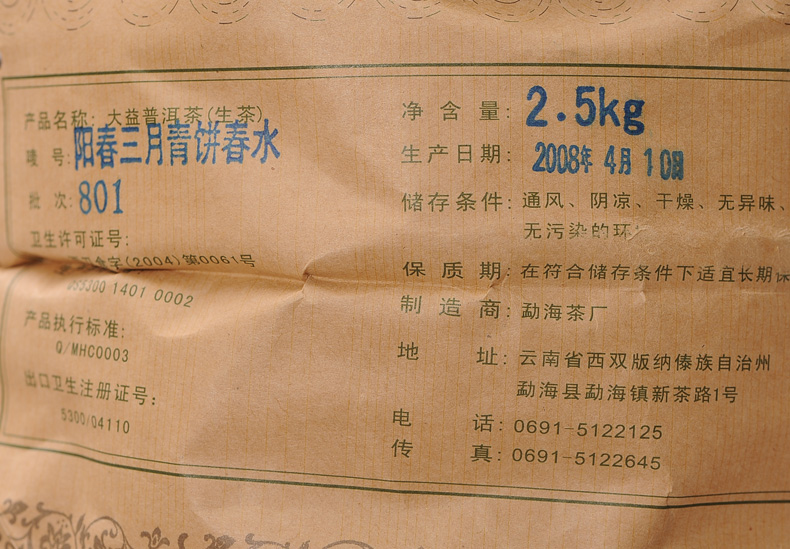 产品名称: 大益普洱茶(生茶)
唛 号: 阳春三月青饼春水
批 次: 801
卫生许可证号:
食字(2004)第0061号
1401 0002
产品执行标准:
Q/MHC0003
出口卫生注册证号:
5300/04110
净 含 量: 2.5kg
生产日期: 2008年 4月 10日
储存条件: 通风、阴凉、干燥、无异味、
无污染的环
保 质 期: 在符合储存条件下适宜长期保
制 造 商: 勐海茶厂
地 址: 云南省西双版纳傣族自治州
勐海县勐海镇新茶路1号
电 话: 0691-5122125
传 真: 0691-5122645